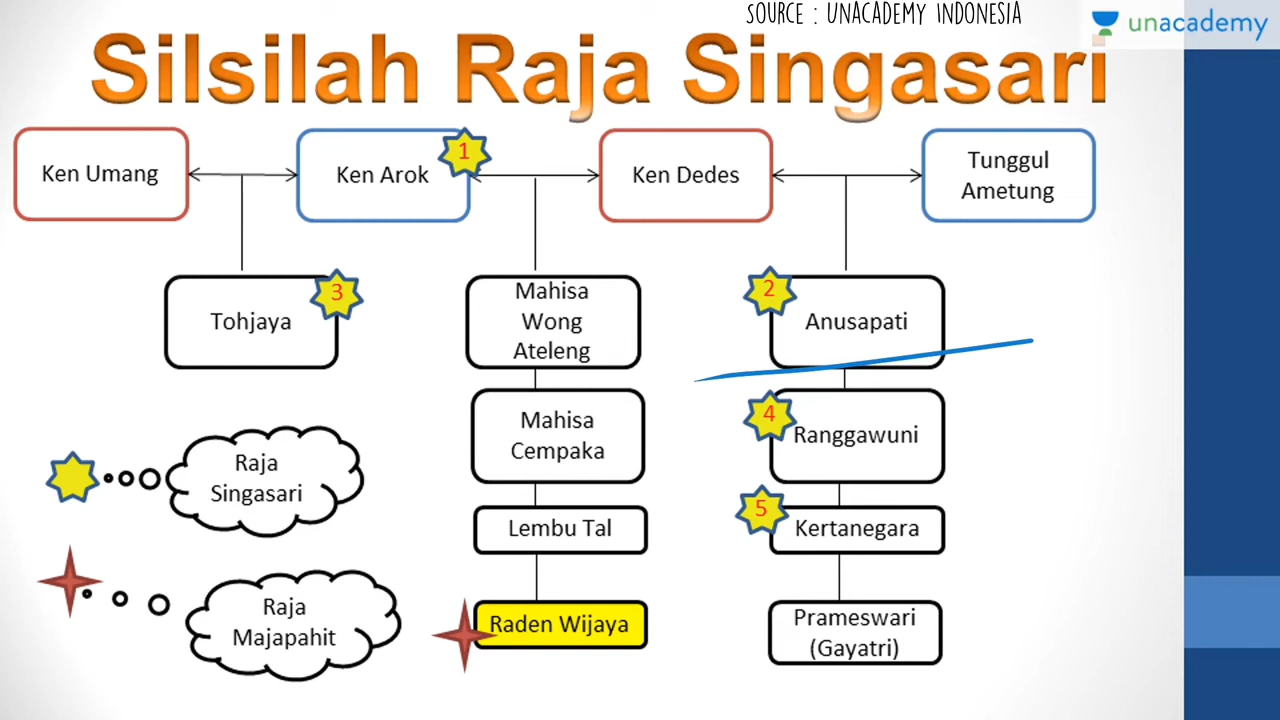 SOURCE : UNACADEMY INDONESIA
unacademy
Silsilah Raja Singasari
Ken Umang
Ken Arok
1
Ken Dedes
Tunggul
Ametung
Tohjaya
3
Mahisa
Wong
Ateleng
2
Anusapati
Mahisa
Cempaka
4
Ranggawuni
Raja
Singasari
Lembu Tal
5
Kertanegara
Raja
Majapahit
Raden Wijaya
Prameswari
(Gayatri)